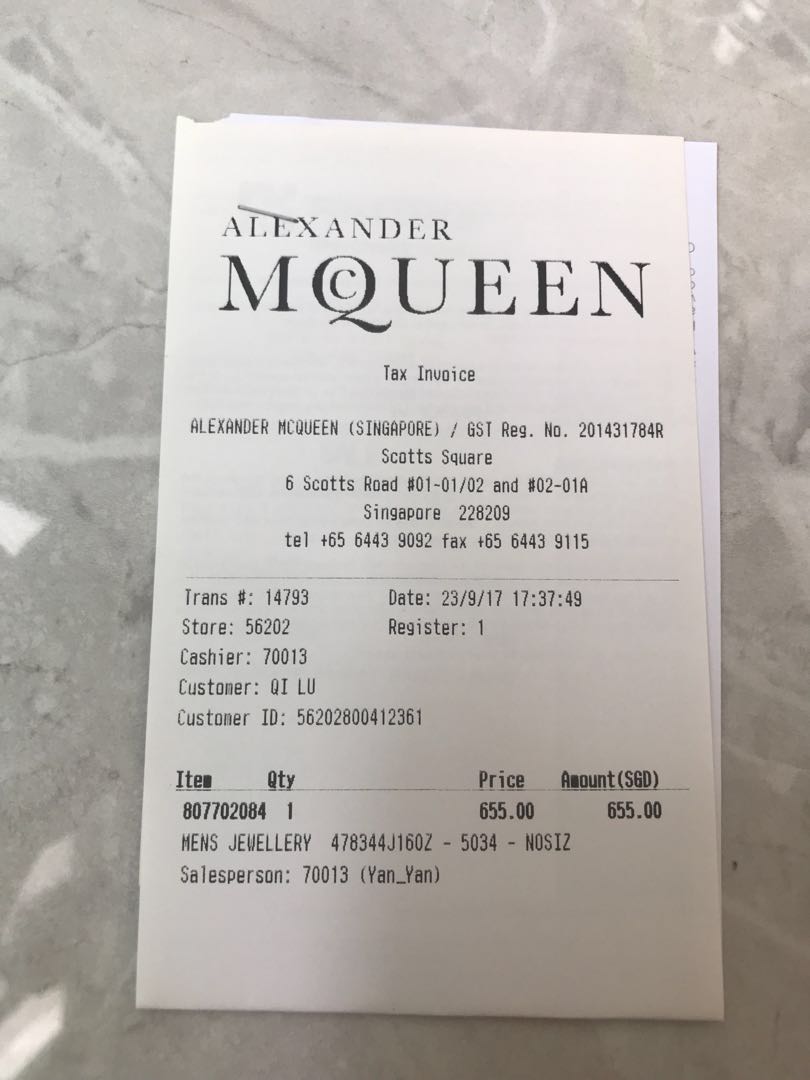 ALEXANDER
McQUEEN
Tax Invoice
ALEXANDER MCQUEEN (SINGAPORE) / GST Reg. No. 201431784R
Scotts Square
6 Scotts Road #01-01/02 and #02-01A
Singapore 228209
tel +65 6443 9092 fax +65 6443 9115
Trans #: 14793 Date: 23/9/17 17:37:49
Store: 56202 Register: 1
Cashier: 70013
Customer: QI LU
Customer ID: 56202800412361
Item Qty Price Amount(SGD)
807702084 1 655.00 655.00
MENS JEWELLERY 478344J160Z - 5034 - NOSIZ
Salesperson: 70013 (Yan_Yan)